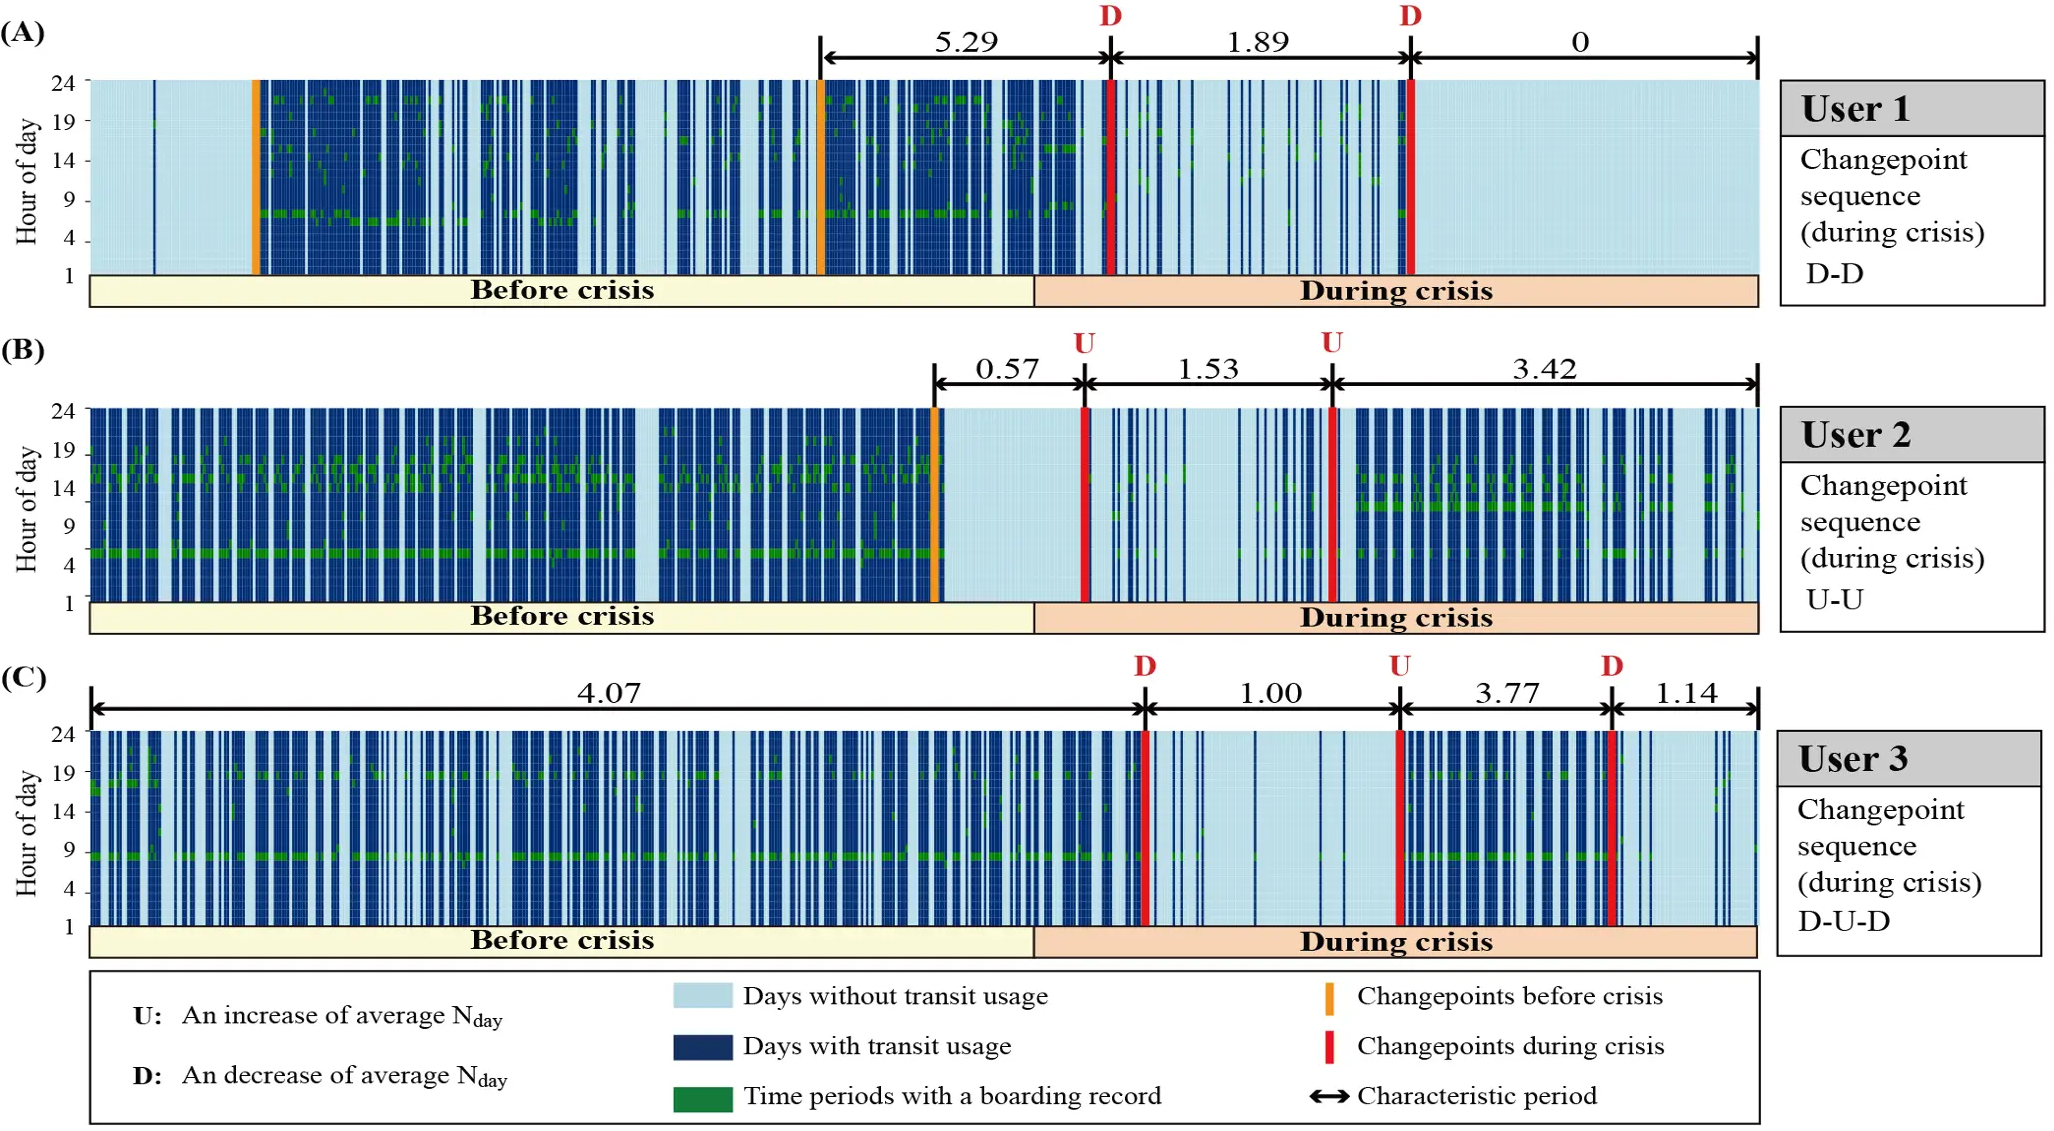 (A)
D D
5.29 1.89 0
Hour of day
24
19
14
9
4
1
Before crisis During crisis
User 1
Changepoint
sequence
(during crisis)
D-D
(B)
U U
0.57 1.53 3.42
Hour of day
24
19
14
9
4
1
Before crisis During crisis
User 2
Changepoint
sequence
(during crisis)
U-U
(C)
D U D
4.07 1.00 3.77 1.14
Hour of day
24
19
14
9
4
1
Before crisis During crisis
User 3
Changepoint
sequence
(during crisis)
D-U-D
U: An increase of average Nday
D: An decrease of average Nday
Days without transit usage
Days with transit usage
Time periods with a boarding record
Changepoints before crisis
Changepoints during crisis
Characteristic period